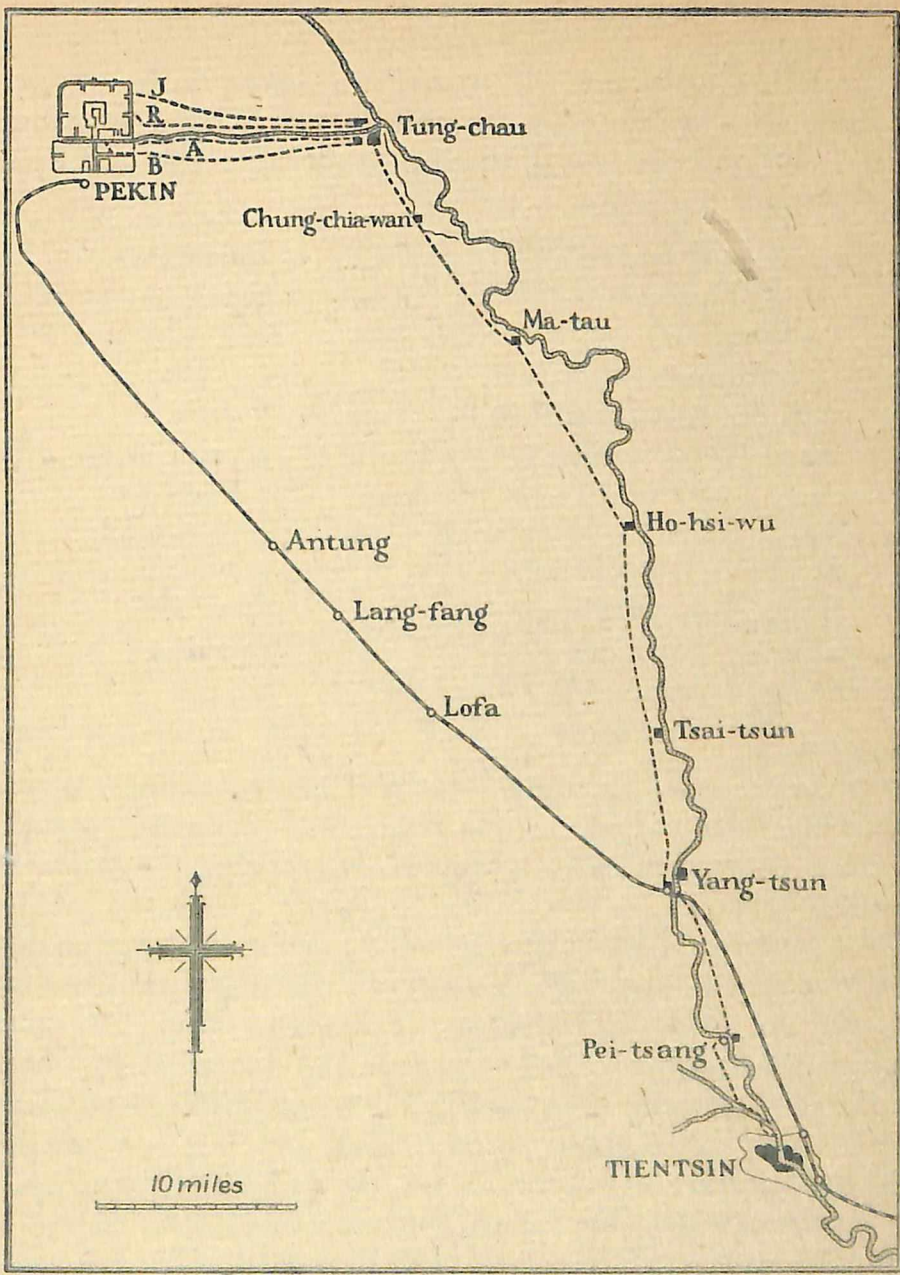 J
R
Tung-chau
A
B
PEKIN
Chung-chia-wan
Ma-tau
Ho-hsi-wu
Antung
Lang-fang
Lofa
Tsai-tsun
Yang-tsun
Pei-tsang
TIENTSIN
10 miles